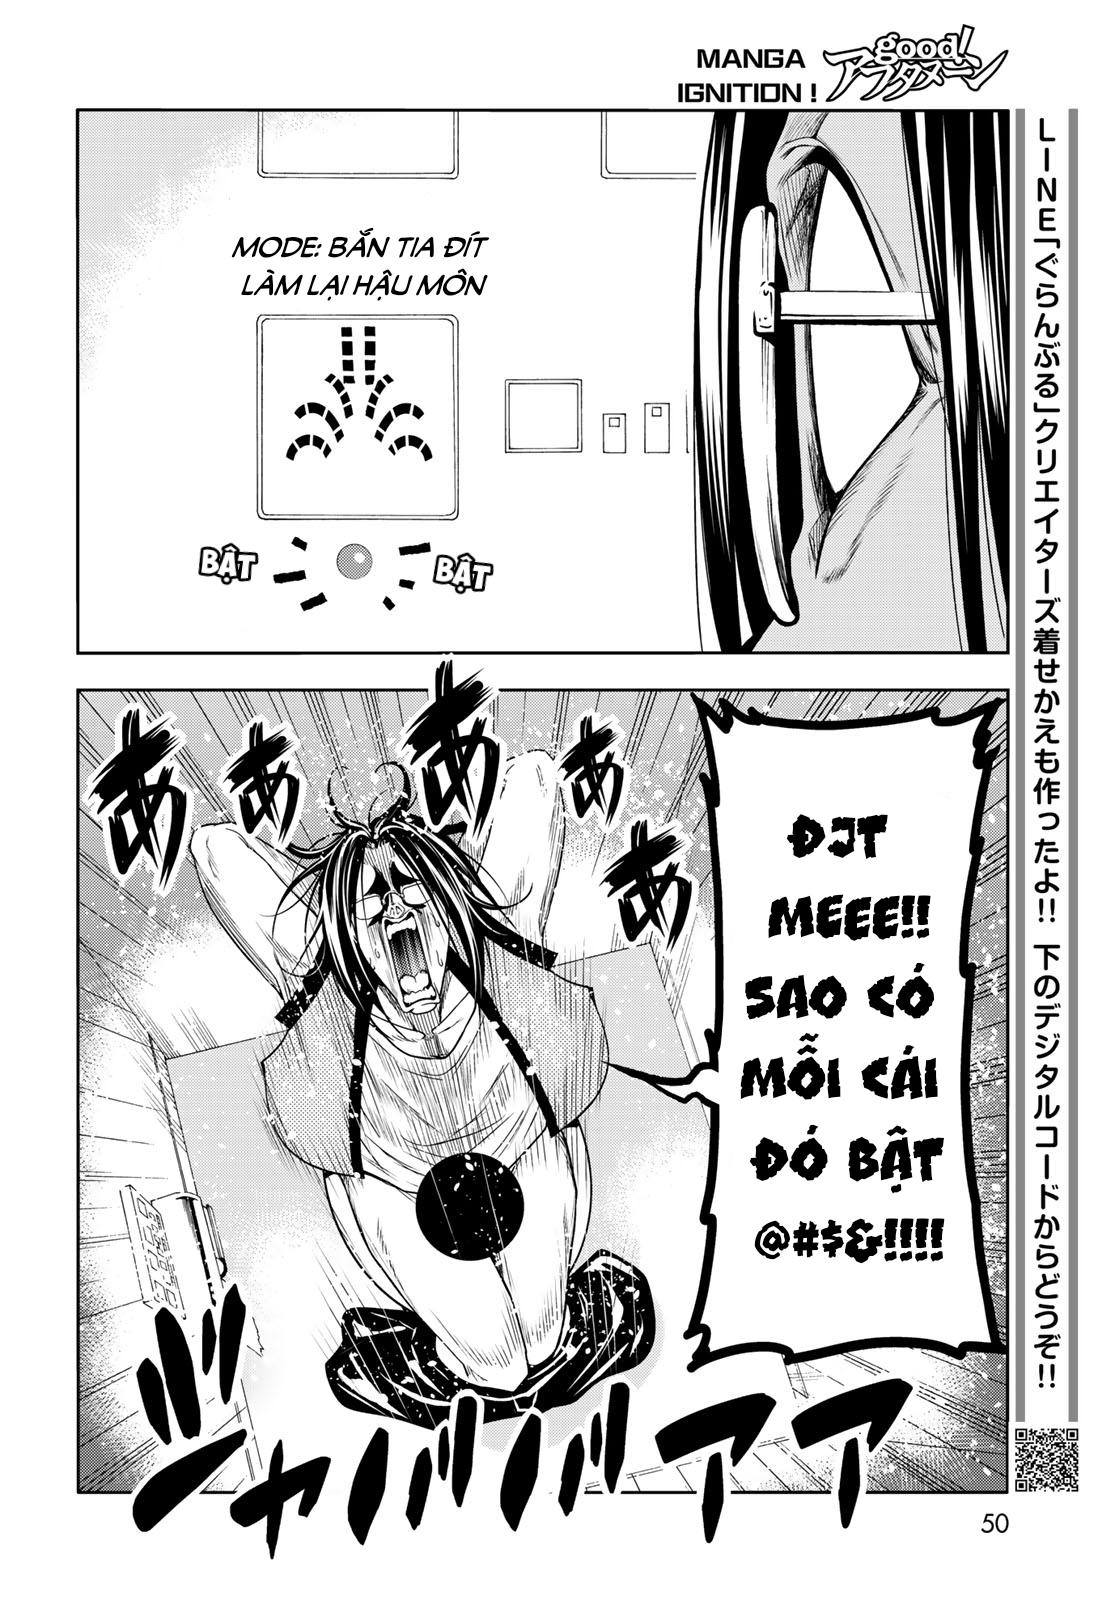 MANGA
IGNITION !
good!
アフタヌーン
LINE「ぐらんぶる」クリエイターズ着せかえも作ったよ!! 下のデジタルコードからどうぞ!!
MODE: BẮN TIA ĐÍT
LÀM LẠI HẬU MÔN
BẬT
BẬT
あ
あ
あ
あ
あ
ĐJT
MEEE!!
SAO CÓ
MỖI CÁI
ĐÓ BẬT
@#$&!!!!
シャバババアア
50